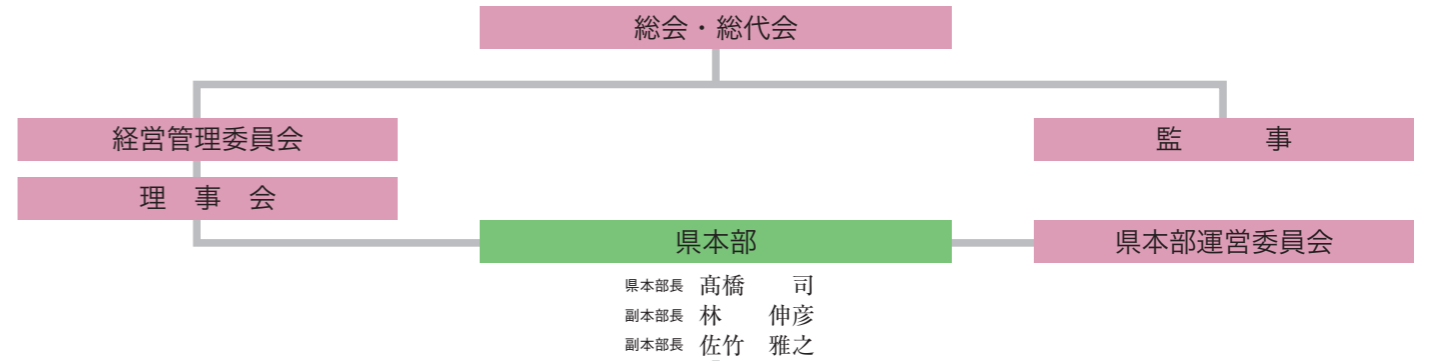 総会・総代会
経営管理委員会
監　事
理　事　会
県本部
県本部運営委員会
県本部長 髙橋　司
副本部長 林　伸彦
副本部長 佐竹　雅之